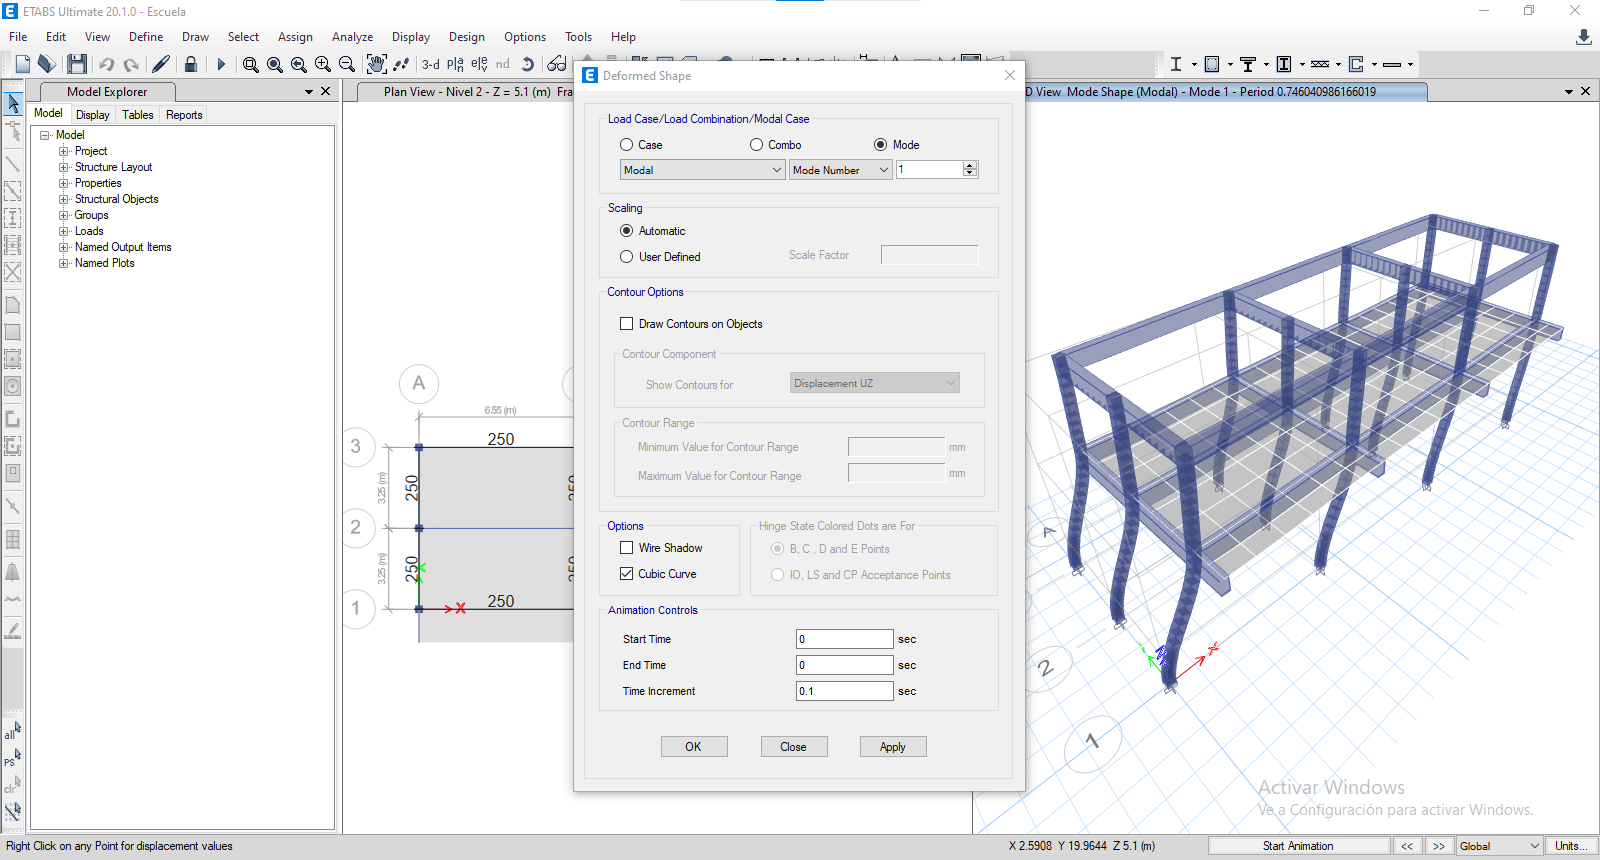 ETABS Ultimate 20.1.0 - Escuela
File Edit View Define Draw Select Assign Analyze Display Design Options Tools Help
3-d Pla ele nd
Model Explorer
Plan View - Nivel 2 - Z = 5.1 (m) Fra
D View Mode Shape (Modal) - Mode 1 - Period 0.746040986166019
Model Display Tables Reports
Model
Project
Structure Layout
Properties
Structural Objects
Groups
Loads
Named Output Items
Named Plots
all
PS
clr
A
6.55 (m)
3
250
3.25 (m)
250
250
2
3.25 (m)
250
250
1
X
250
Deformed Shape
Load Case/Load Combination/Modal Case
Case Combo Mode
Modal Mode Number 1
Scaling
Automatic
User Defined Scale Factor
Contour Options
Draw Contours on Objects
Contour Component
Show Contours for Displacement UZ
Contour Range
Minimum Value for Contour Range mm
Maximum Value for Contour Range mm
Options
Wire Shadow
Cubic Curve
Hinge State Colored Dots are For
B, C , D and E Points
IO, LS and CP Acceptance Points
Animation Controls
Start Time 0 sec
End Time 0 sec
Time Increment 0.1 sec
OK Close Apply
A
2
1
X
Activar Windows
Ve a Configuración para activar Windows.
Right Click on any Point for displacement values
X 2.5908 Y 19.9644 Z 5.1 (m)
Start Animation << >> Global Units...